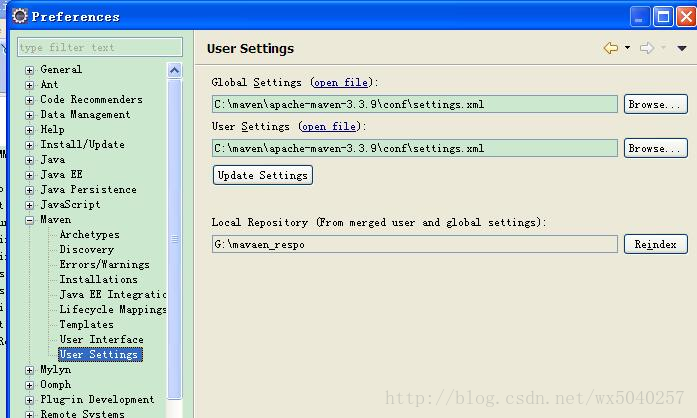 Preferences
type filter text
General
Ant
Code Recommenders
Data Management
Help
Install/Update
Java
Java EE
Java Persistence
JavaScript
Maven
Archetypes
Discovery
Errors/Warnings
Installations
Java EE Integratio
Lifecycle Mappings
Templates
User Interface
User Settings
Mylyn
Oomph
Plug-in Development
Remote Systems
User Settings
Global Settings (open file):
C:\maven\apache-maven-3.3.9\conf\settings.xml
Browse...
User Settings (open file):
C:\maven\apache-maven-3.3.9\conf\settings.xml
Browse...
Update Settings
Local Repository (From merged user and global settings):
G:\mavaen_respo
Reindex
http://blog.csdn.net/wx5040257